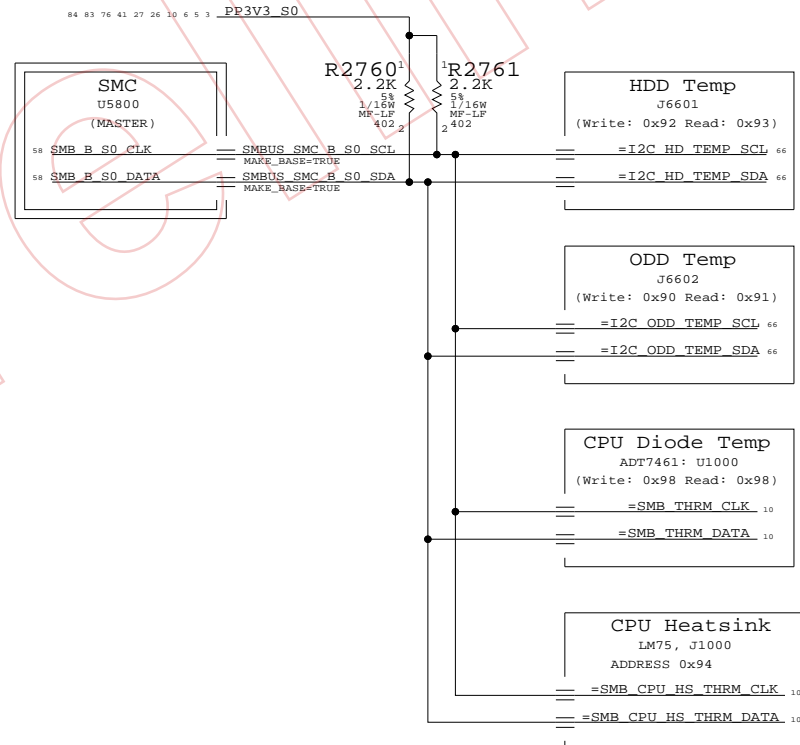 84 83 76 41 27 26 10 6 5 3 PP3V3_S0
R2760 1
2.2K
5%
1/16W
MF-LF
402 2
1 R2761
2.2K
5%
1/16W
MF-LF
2 402
SMC
U5800
(MASTER)
58 SMB_B_S0_CLK
SMBUS_SMC_B_S0_SCL
MAKE_BASE=TRUE
58 SMB_B_S0_DATA
SMBUS_SMC_B_S0_SDA
MAKE_BASE=TRUE
HDD Temp
J6601
(Write: 0x92 Read: 0x93)
=I2C_HD_TEMP_SCL 66
=I2C_HD_TEMP_SDA 66
ODD Temp
J6602
(Write: 0x90 Read: 0x91)
=I2C_ODD_TEMP_SCL 66
=I2C_ODD_TEMP_SDA 66
CPU Diode Temp
ADT7461: U1000
(Write: 0x98 Read: 0x98)
=SMB_THRM_CLK 10
=SMB_THRM_DATA 10
CPU Heatsink
LM75, J1000
ADDRESS 0x94
=SMB_CPU_HS_THRM_CLK 10
=SMB_CPU_HS_THRM_DATA 10